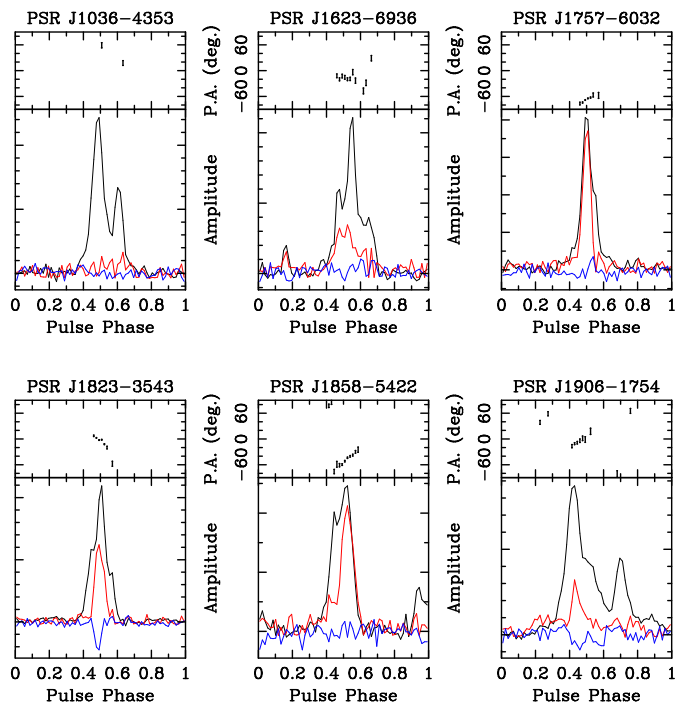 PSR J1036−4353
PSR J1623−6936
PSR J1757−6032
P.A. (deg.)
−60 0 60
P.A. (deg.)
−60 0 60
Amplitude
Amplitude
0 0.2 0.4 0.6 0.8 1
0 0.2 0.4 0.6 0.8 1
0 0.2 0.4 0.6 0.8 1
Pulse Phase
Pulse Phase
Pulse Phase
PSR J1823−3543
PSR J1858−5422
PSR J1906−1754
P.A. (deg.)
−60 0 60
P.A. (deg.)
−60 0 60
Amplitude
Amplitude
0 0.2 0.4 0.6 0.8 1
0 0.2 0.4 0.6 0.8 1
0 0.2 0.4 0.6 0.8 1
Pulse Phase
Pulse Phase
Pulse Phase